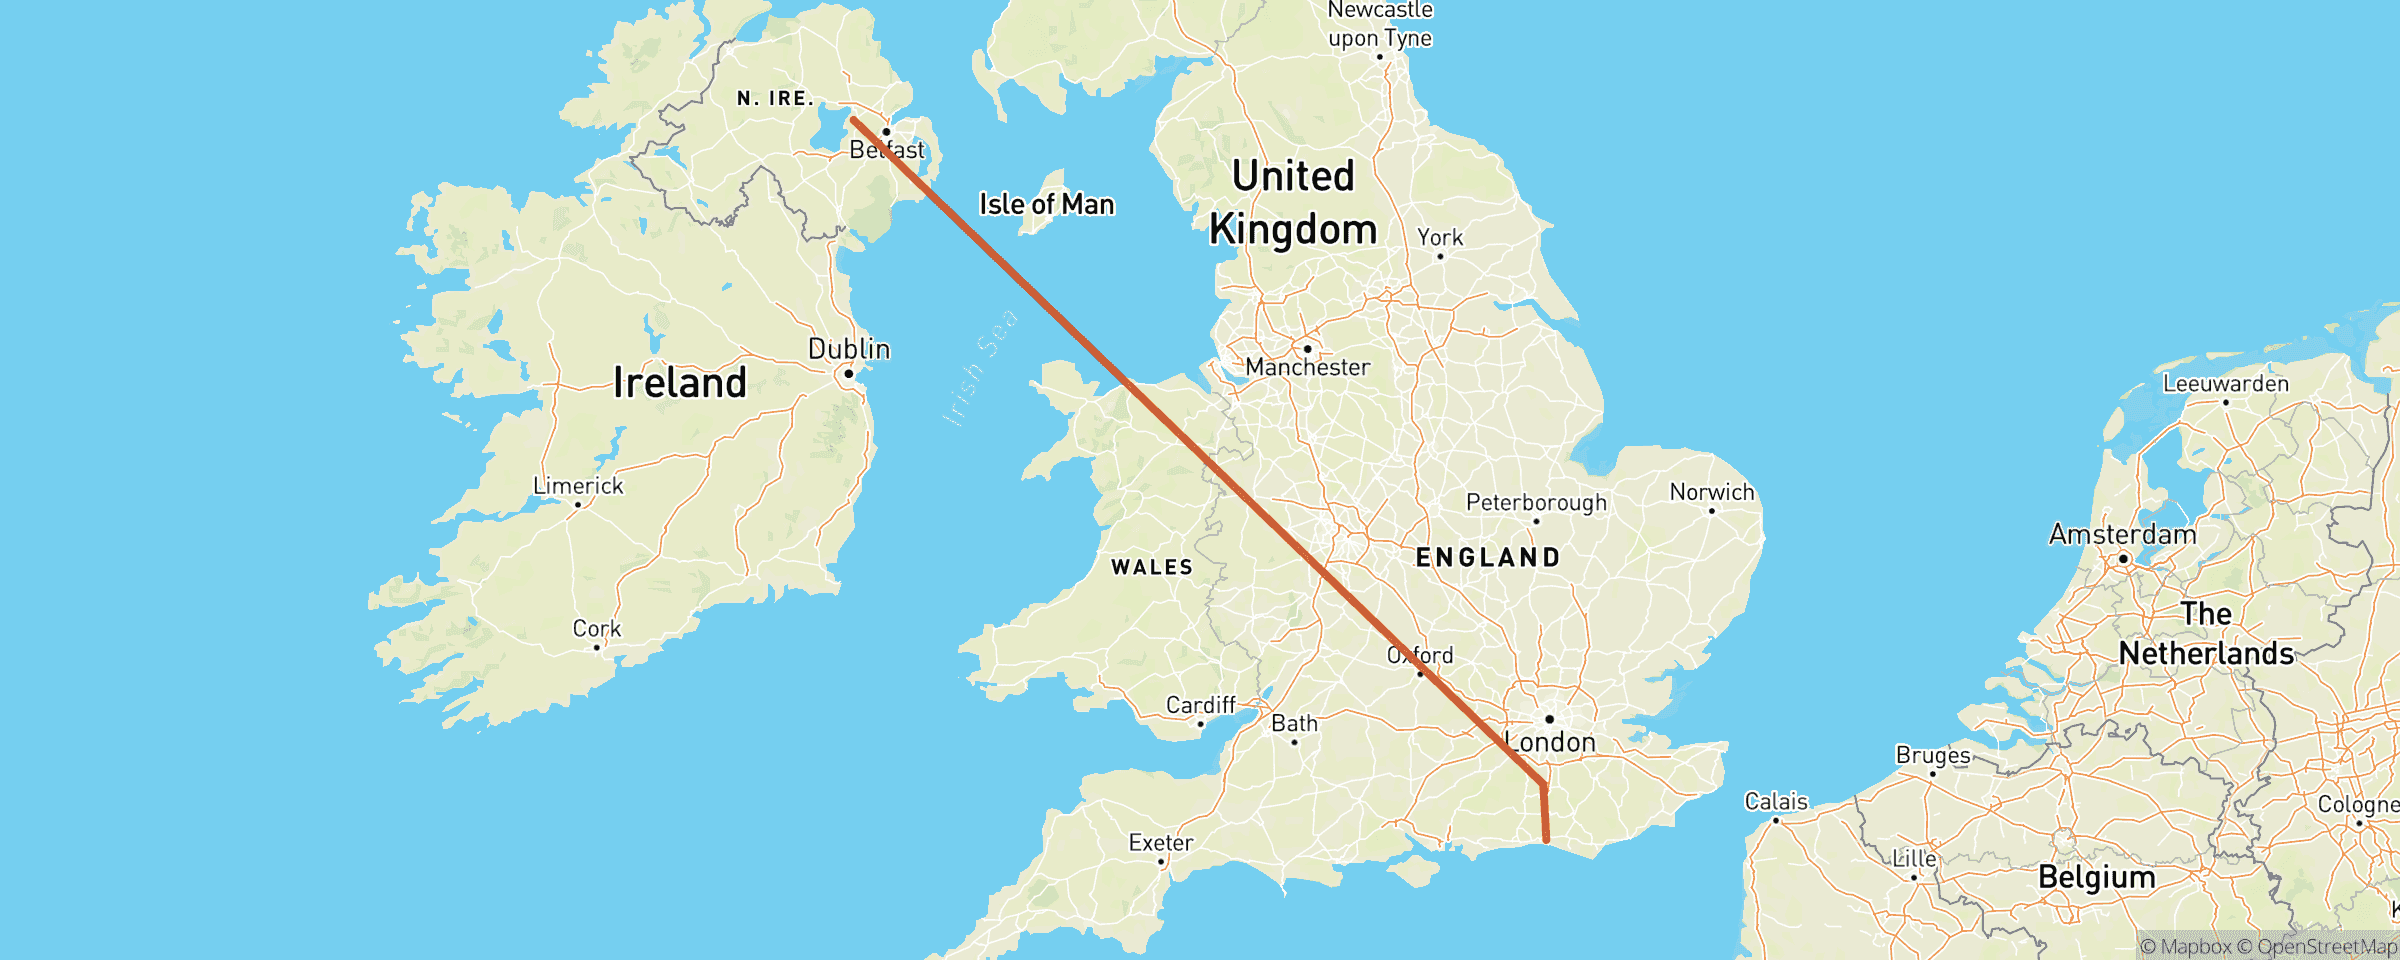 Newcastle
upon Tyne
N. IRE.
Belfast
United
Kingdom
Isle of Man
York
Irish Sea
Dublin
Ireland
Manchester
Leeuwarden
Limerick
Peterborough
Norwich
Amsterdam
WALES
ENGLAND
The
Netherlands
Cork
Oxford
Cardiff
Bath
London
Bruges
Calais
Cologne
Exeter
Lille
Belgium
© Mapbox © OpenStreetMap